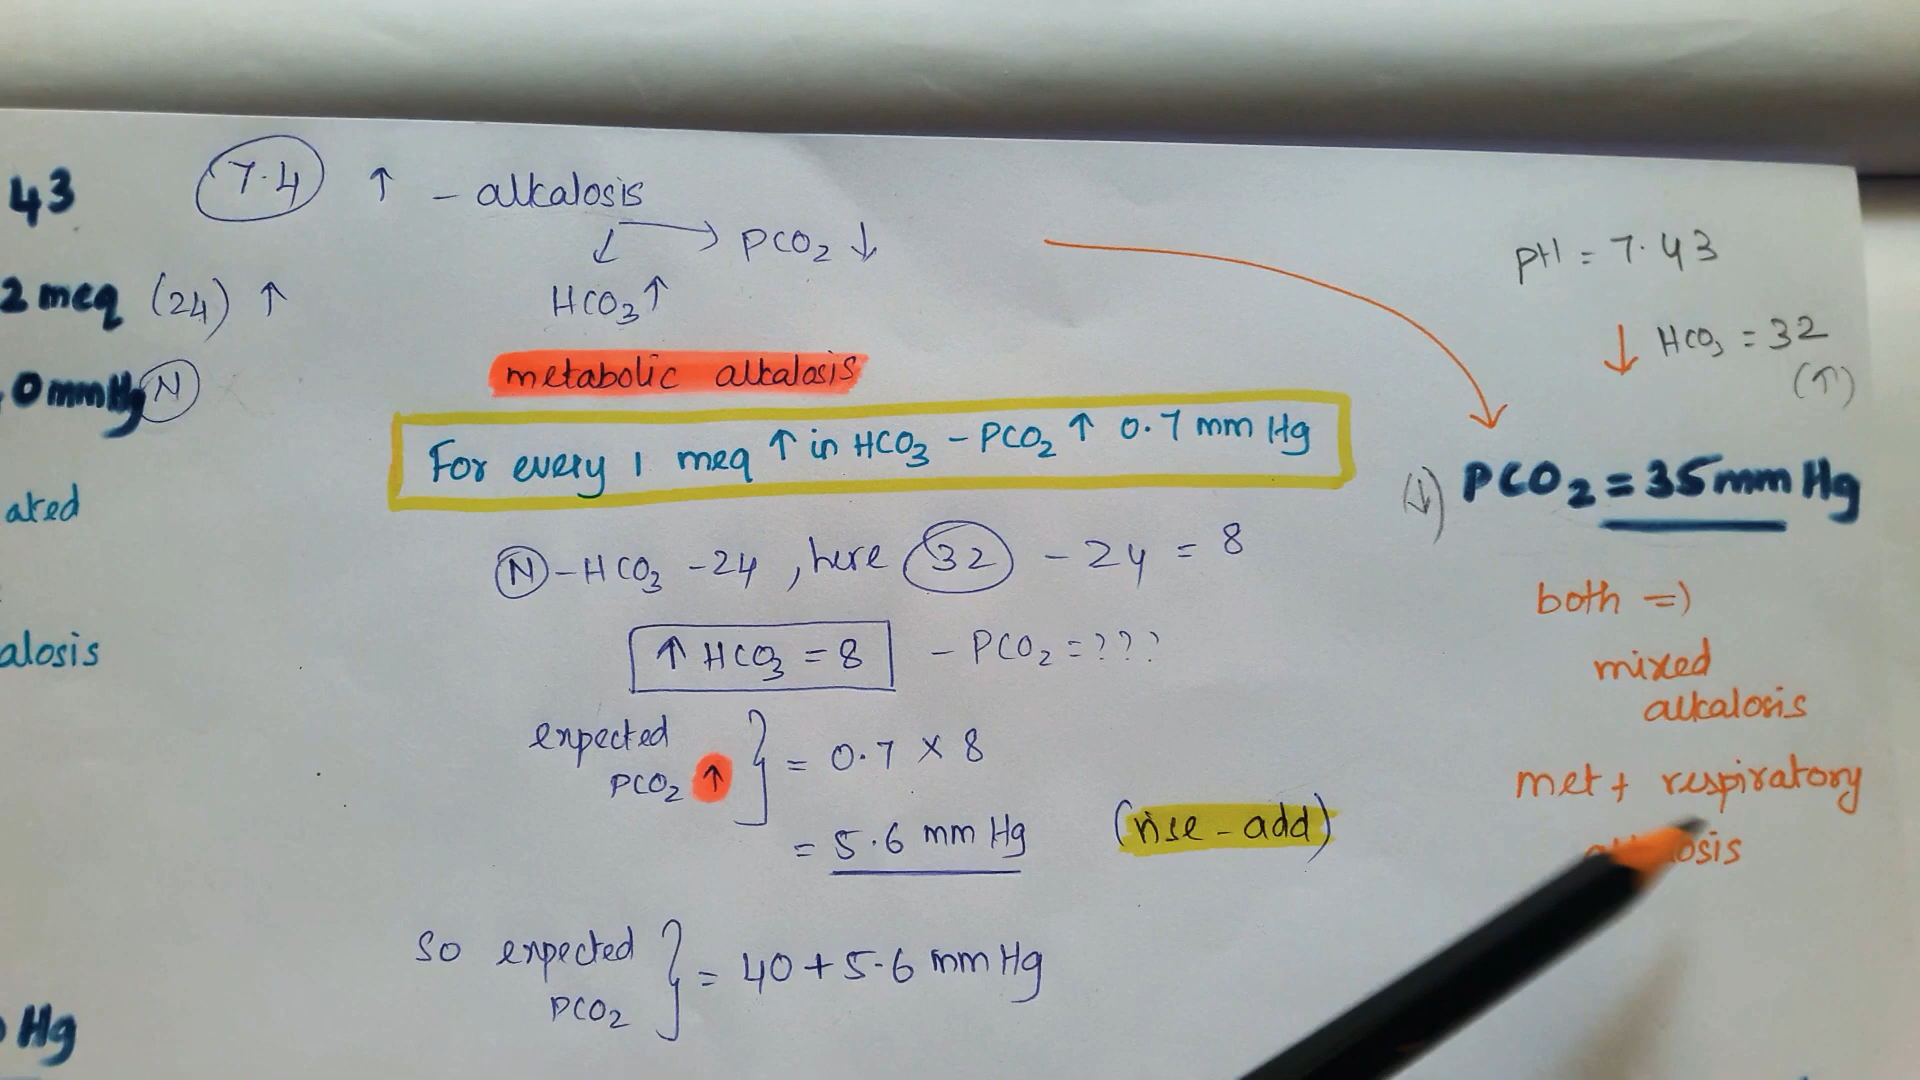 43
7.4 ↑ - alkalosis
↓ → PCO₂ ↓
HCO₃↑
2 meq (24) ↑
0 mmHg N
metabolic alkalosis
For every 1 meq ↑ in HCO₃ - PCO₂ ↑ 0.7 mm Hg
N - HCO₃ - 24, here 32 - 24 = 8
↑ HCO₃ = 8 - PCO₂ = ???
expected
PCO₂ ↑ } = 0.7 × 8
= 5.6 mm Hg (rise - add)
So expected
PCO₂ } = 40 + 5.6 mm Hg
ated
alosis
Hg
pH = 7.43
↓ HCO₃ = 32
(↑)
(↓) PCO₂ = 35 mm Hg
both =)
mixed
alkalosis
met + respiratory
osis